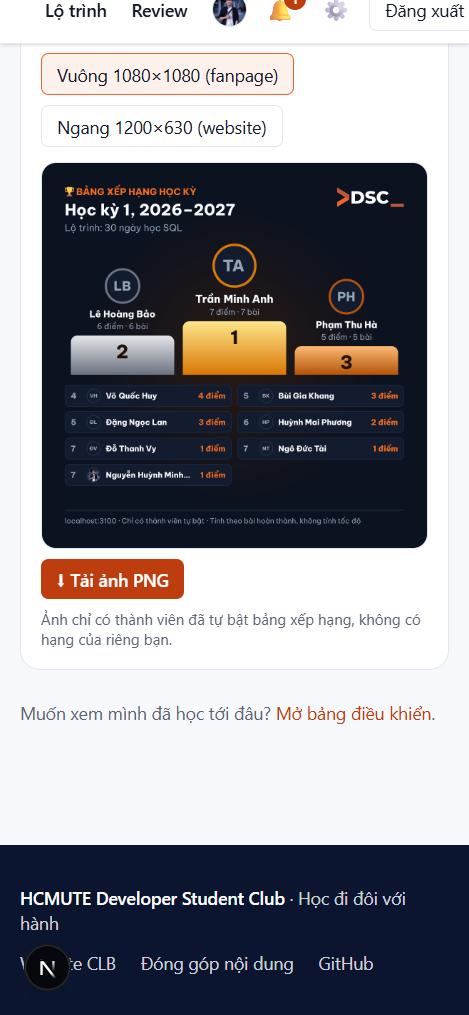 Lộ trình Review Đăng xuất
Vuông 1080×1080 (fanpage)
Ngang 1200×630 (website)
🏆 BẢNG XẾP HẠNG HỌC KỲ
Học kỳ 1, 2026–2027
Lộ trình: 30 ngày học SQL
>DSC_
TA
LB
PH
Trần Minh Anh
7 điểm · 7 bài
Lê Hoàng Bảo
6 điểm · 6 bài
Phạm Thu Hà
5 điểm · 5 bài
2
1
3
4 VH Võ Quốc Huy 4 điểm
5 BK Bùi Gia Khang 3 điểm
5 ĐL Đặng Ngọc Lan 3 điểm
6 HP Huỳnh Mai Phương 2 điểm
7 ĐV Đỗ Thanh Vy 1 điểm
7 NT Ngô Đức Tài 1 điểm
7 Nguyễn Huỳnh Minh... 1 điểm
localhost:3100 · Chỉ có thành viên tự bật · Tính theo bài hoàn thành, không tính tốc độ
⬇ Tải ảnh PNG
Ảnh chỉ có thành viên đã tự bật bảng xếp hạng, không có
hạng của riêng bạn.
Muốn xem mình đã học tới đâu? Mở bảng điều khiển.
HCMUTE Developer Student Club · Học đi đôi với
hành
CLB Đóng góp nội dung GitHub
N